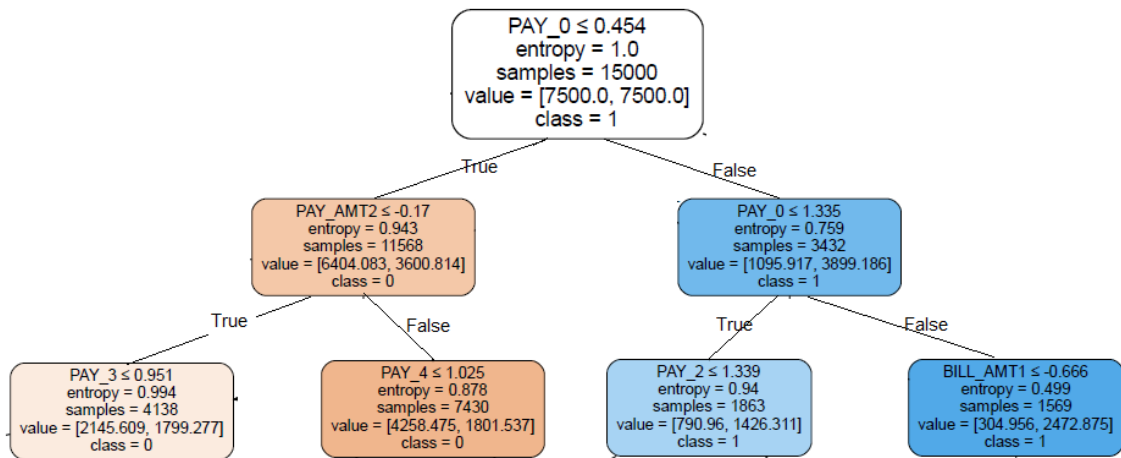 PAY_0 ≤ 0.454
entropy = 1.0
samples = 15000
value = [7500.0, 7500.0]
class = 1
True
False
PAY_AMT2 ≤ -0.17
entropy = 0.943
samples = 11568
value = [6404.083, 3600.814]
class = 0
PAY_0 ≤ 1.335
entropy = 0.759
samples = 3432
value = [1095.917, 3899.186]
class = 1
True
False
True
False
PAY_3 ≤ 0.951
entropy = 0.994
samples = 4138
value = [2145.609, 1799.277]
class = 0
PAY_4 ≤ 1.025
entropy = 0.878
samples = 7430
value = [4258.475, 1801.537]
class = 0
PAY_2 ≤ 1.339
entropy = 0.94
samples = 1863
value = [790.96, 1426.311]
class = 1
BILL_AMT1 ≤ -0.666
entropy = 0.499
samples = 1569
value = [304.956, 2472.875]
class = 1